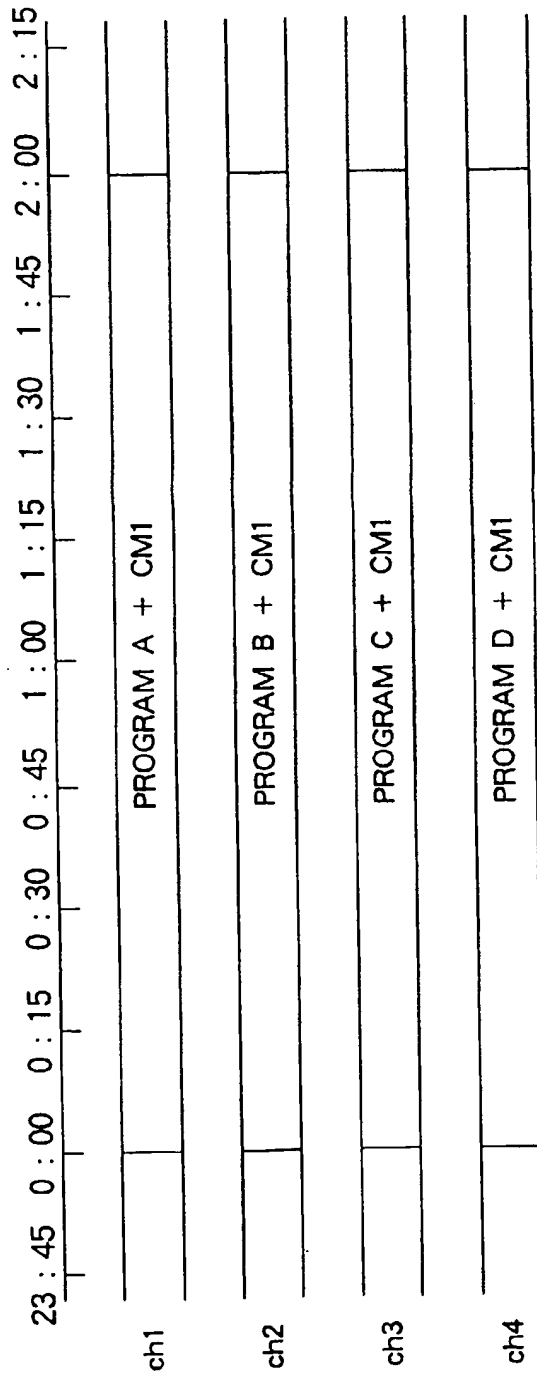 23 : 45 0 : 00 0 : 15 0 : 30 0 : 45 1 : 00 1 : 15 1 : 30 1 : 45 2 : 00 2 : 15
ch1 PROGRAM A + CM1
ch2 PROGRAM B + CM1
ch3 PROGRAM C + CM1
ch4 PROGRAM D + CM1